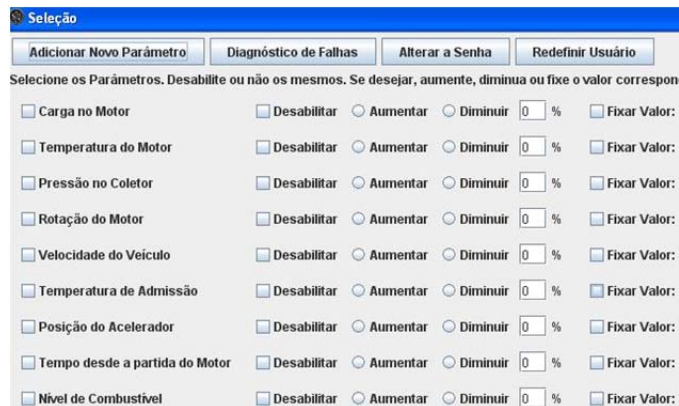 Seleção
Adicionar Novo Parâmetro Diagnóstico de Falhas Alterar a Senha Redefinir Usuário
Selecione os Parâmetros. Desabilite ou não os mesmos. Se desejar, aumente, diminua ou fixe o valor correspon
Carga no Motor Desabilitar Aumentar Diminuir 0 % Fixar Valor:
Temperatura do Motor Desabilitar Aumentar Diminuir 0 % Fixar Valor:
Pressão no Coletor Desabilitar Aumentar Diminuir 0 % Fixar Valor:
Rotação do Motor Desabilitar Aumentar Diminuir 0 % Fixar Valor:
Velocidade do Veículo Desabilitar Aumentar Diminuir 0 % Fixar Valor:
Temperatura de Admissão Desabilitar Aumentar Diminuir 0 % Fixar Valor:
Posição do Acelerador Desabilitar Aumentar Diminuir 0 % Fixar Valor:
Tempo desde a partida do Motor Desabilitar Aumentar Diminuir 0 % Fixar Valor:
Nível de Combustível Desabilitar Aumentar Diminuir 0 % Fixar Valor: